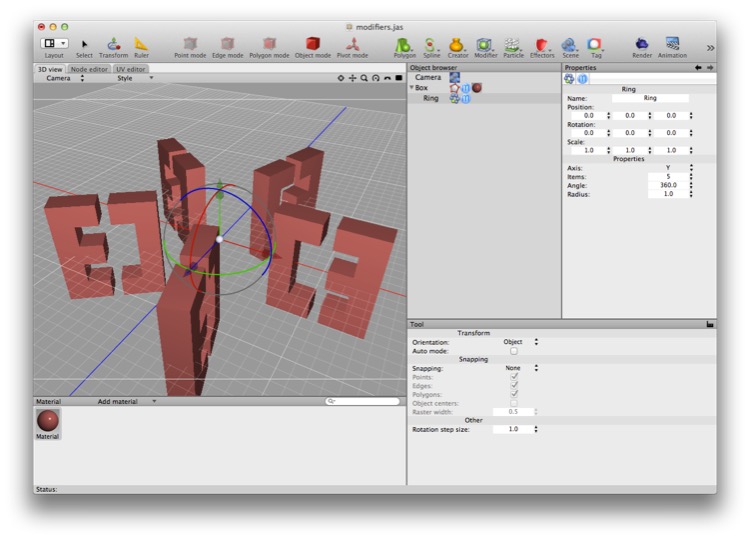 modifiers.jas
Layout Select Transform Ruler Point mode Edge mode Polygon mode Object mode Pivot mode Polygon Spline Creator Modifier Particle Effectors Scene Tag Render Animation
3D view Node editor UV editor
Camera Style
Object browser
Camera
Box
Ring
Properties
Ring
Name: Ring
Position:
0.0 0.0 0.0
Rotation:
0.0 0.0 0.0
Scale:
1.0 1.0 1.0
Properties
Axis: Y
Items: 5
Angle: 360.0
Radius: 1.0
Tool
Transform
Orientation: Object
Auto mode:
Snapping
Snapping: None
Points:
Edges:
Polygons:
Object centers:
Raster width: 0.5
Other
Rotation step size: 1.0
Material Add material
Material
Status: